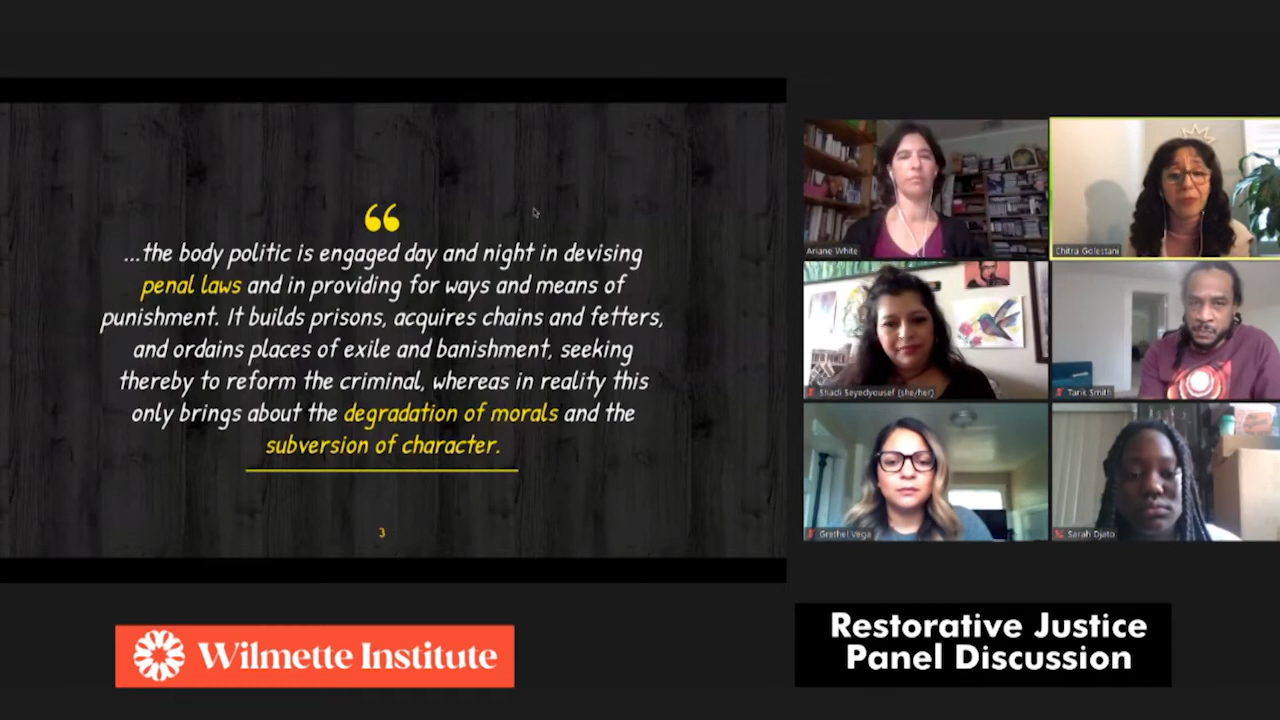 “
...the body politic is engaged day and night in devising
penal laws and in providing for ways and means of
punishment. It builds prisons, acquires chains and fetters,
and ordains places of exile and banishment, seeking
thereby to reform the criminal, whereas in reality this
only brings about the degradation of morals and the
subversion of character.
3
Ariane White
Chitra Golestani
Shadi Seyedyousef (she/her)
Tarik Smith
Grethel Vega
Sarah Djato
Wilmette Institute
Restorative Justice
Panel Discussion